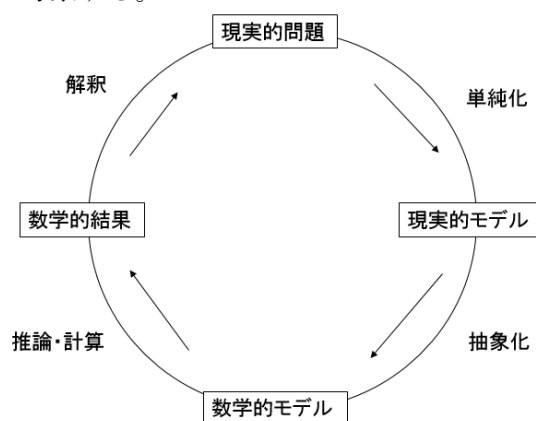 現実的問題
解釈
単純化
数学的結果
現実的モデル
推論・計算
抽象化
数学的モデル